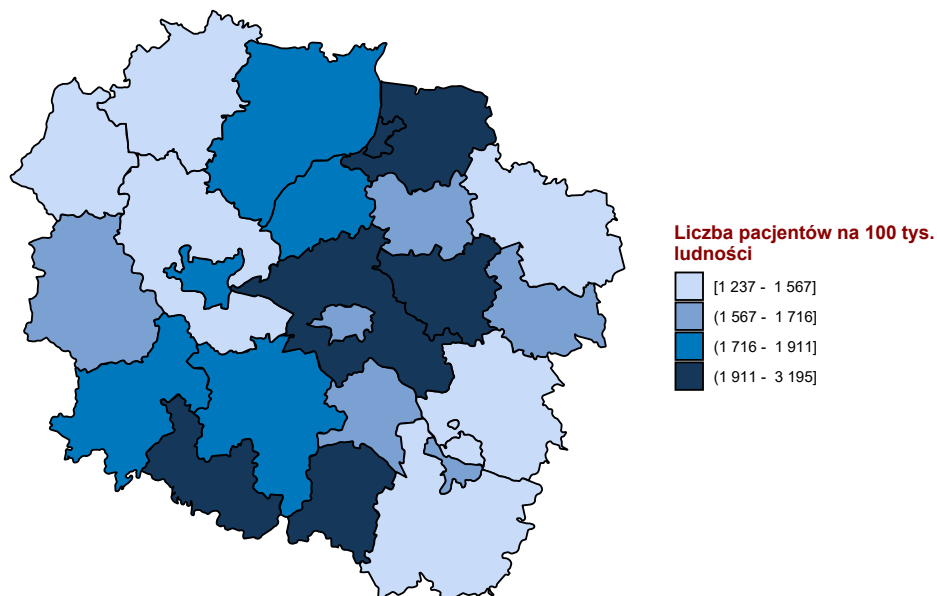 Liczba pacjentów na 100 tys.
ludności
[1 237 - 1 567]
(1 567 - 1 716]
(1 716 - 1 911]
(1 911 - 3 195]